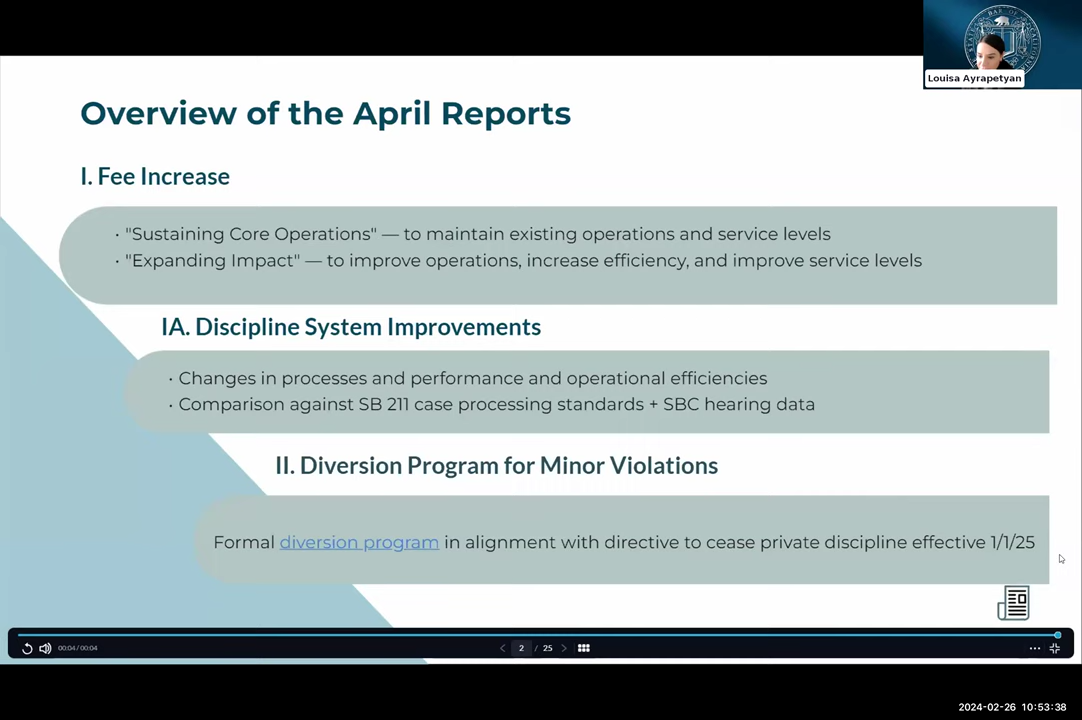 Louisa Ayrapetyan
Overview of the April Reports
I. Fee Increase
· "Sustaining Core Operations" — to maintain existing operations and service levels
· "Expanding Impact" — to improve operations, increase efficiency, and improve service levels
IA. Discipline System Improvements
· Changes in processes and performance and operational efficiencies
· Comparison against SB 211 case processing standards + SBC hearing data
II. Diversion Program for Minor Violations
Formal diversion program in alignment with directive to cease private discipline effective 1/1/25
00:04/00:04
2 / 25
2024-02-26 10:53:38